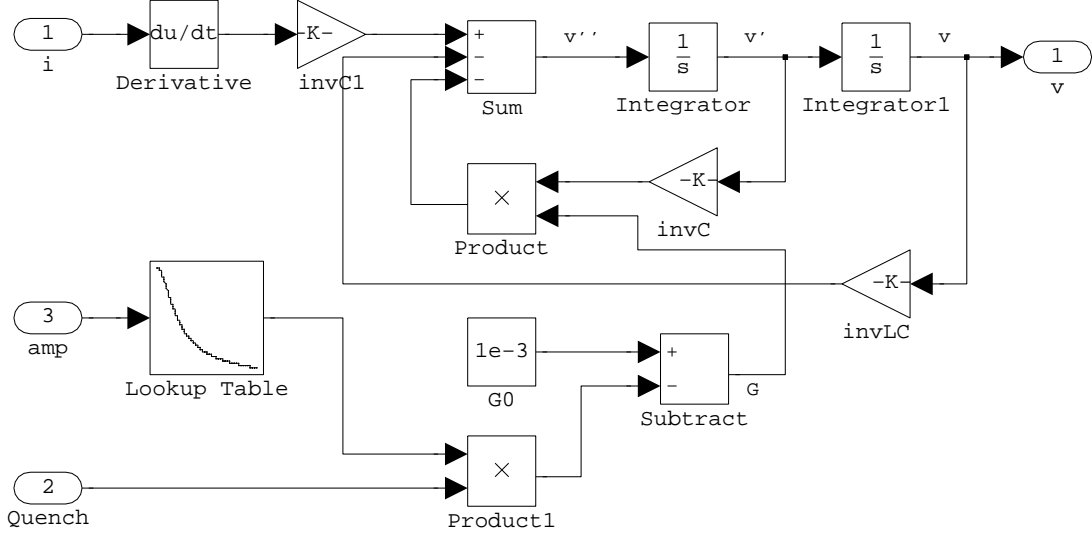 1
i
du/dt
Derivative
-K-
invC1
+
−
−
Sum
v''
1
s
Integrator
v'
1
s
Integrator1
v
1
v
×
Product
-K-
invC
-K-
invLC
3
amp
Lookup Table
1e-3
G0
+
−
Subtract
G
2
Quench
×
Product1